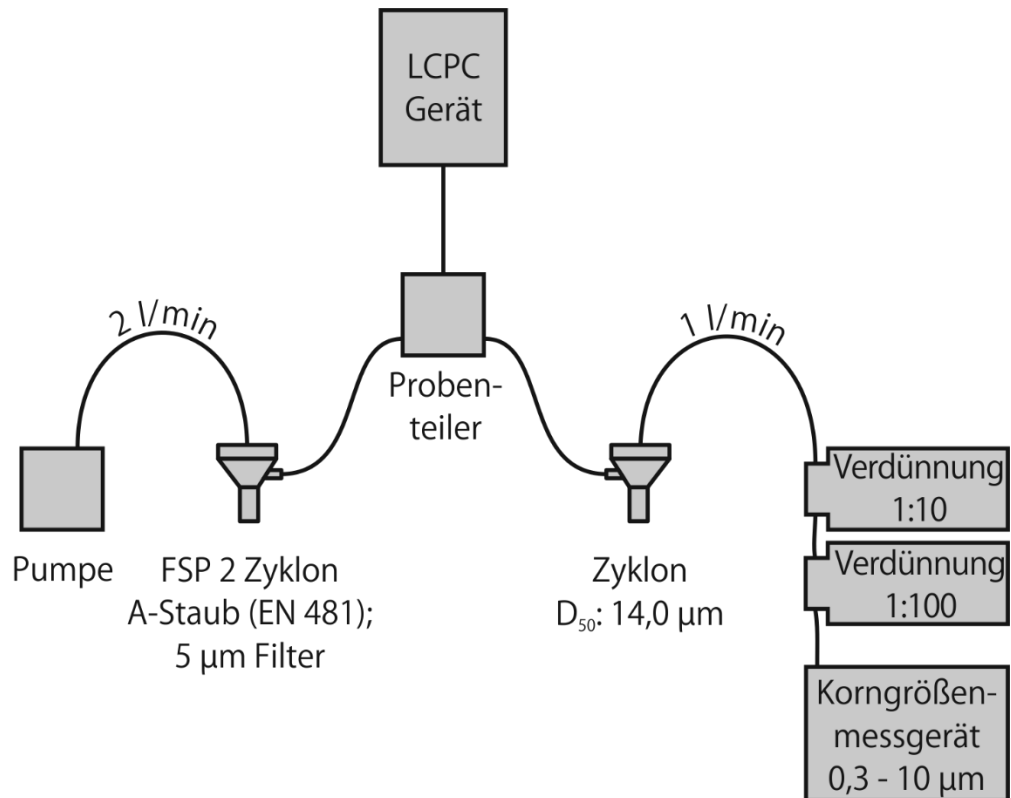 LCPC
Gerät
2 l/min
1 l/min
Proben-
teiler
Pumpe
FSP 2 Zyklon
A-Staub (EN 481);
5 µm Filter
Zyklon
D₅₀: 14,0 µm
Verdünnung
1:10
Verdünnung
1:100
Korngrößen-
messgerät
0,3 - 10 µm